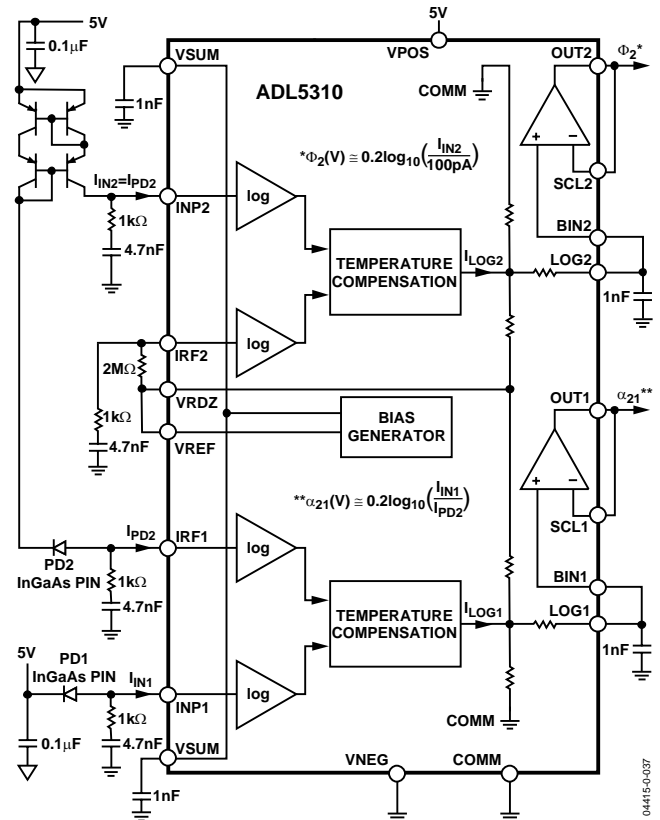 5V
5V
0.1μF
VSUM
VPOS
OUT2
Φ2*
1nF
ADL5310
COMM
*Φ2(V) ≅ 0.2log10(IIN2/100pA)
+
−
SCL2
IIN2=IPD2
INP2
log
1kΩ
4.7nF
BIN2
TEMPERATURE
COMPENSATION
ILOG2
LOG2
1nF
IRF2
log
2MΩ
VRDZ
1kΩ
4.7nF
VREF
BIAS
GENERATOR
OUT1
α21**
**α21(V) ≅ 0.2log10(IIN1/IPD2)
+
−
SCL1
IPD2
IRF1
log
PD2
InGaAs PIN
1kΩ
4.7nF
BIN1
TEMPERATURE
COMPENSATION
ILOG1
LOG1
1nF
5V
PD1
InGaAs PIN
IIN1
INP1
log
1kΩ
4.7nF
0.1μF
COMM
VSUM
1nF
VNEG
COMM
04415-0-037